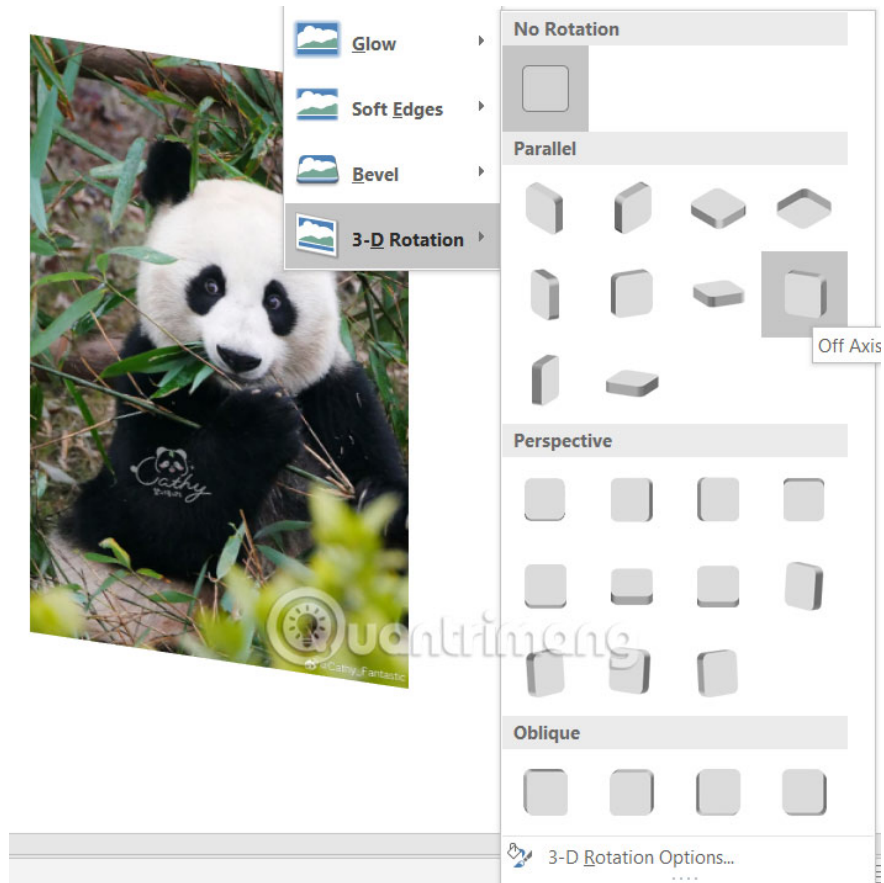 Glow
Soft Edges
Bevel
3-D Rotation
No Rotation
Parallel
Off Axis
Perspective
Oblique
3-D Rotation Options...
Cathy
Quantrimang
@Cathy_Fantastic